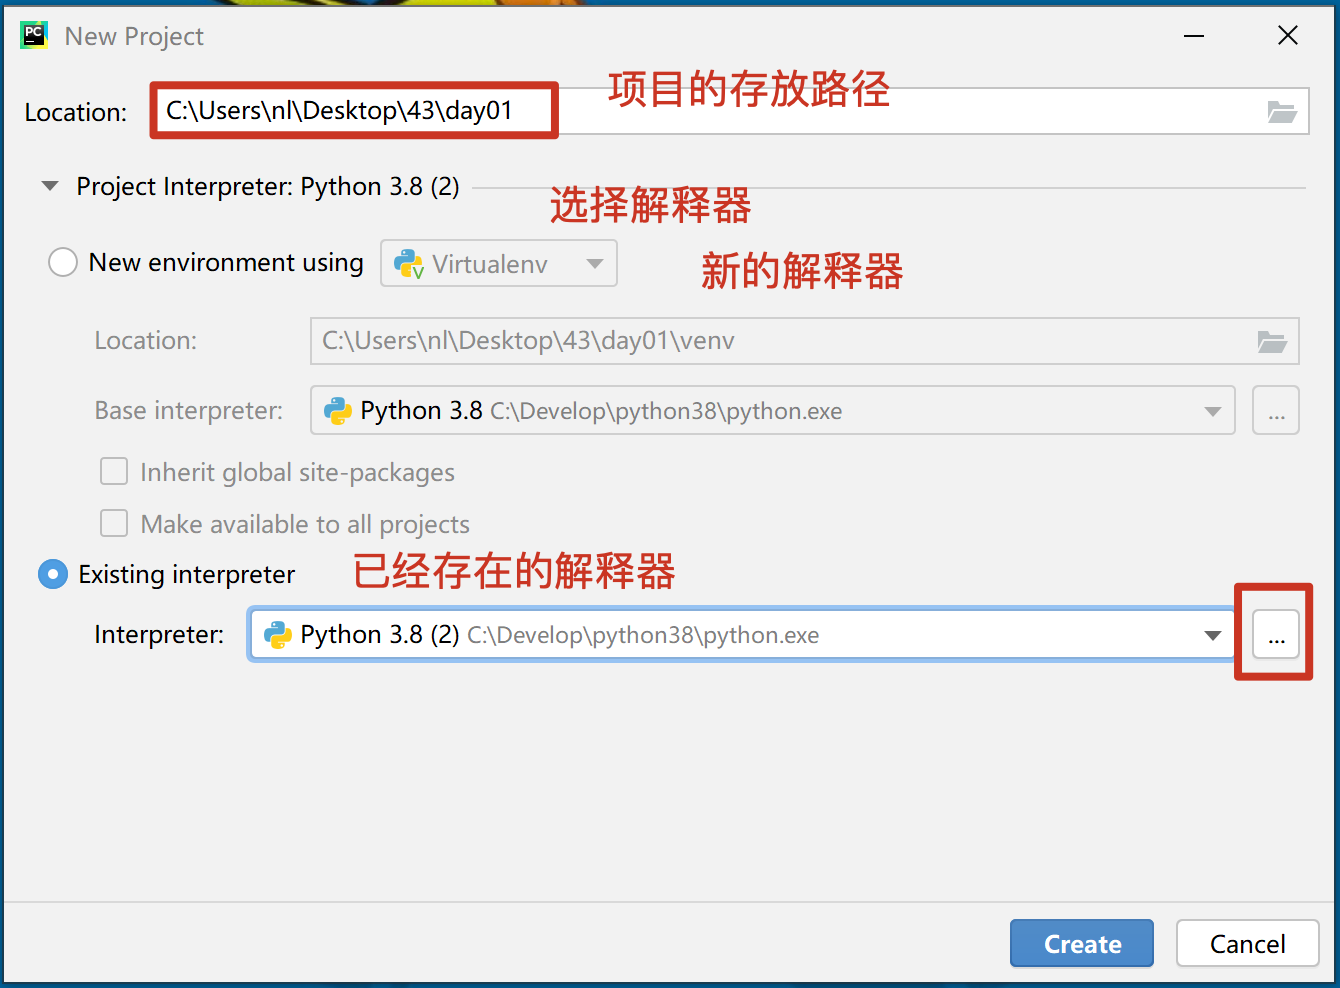 PC New Project
项目的存放路径
Location: C:\Users\nl\Desktop\43\day01
Project Interpreter: Python 3.8 (2)
选择解释器
New environment using Virtualenv 新的解释器
Location: C:\Users\nl\Desktop\43\day01\venv
Base interpreter: Python 3.8 C:\Develop\python38\python.exe ...
Inherit global site-packages
Make available to all projects
Existing interpreter 已经存在的解释器
Interpreter: Python 3.8 (2) C:\Develop\python38\python.exe ...
Create Cancel